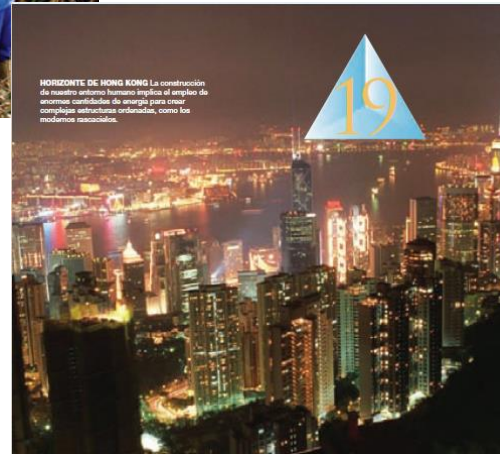 HORIZONTE DE HONG KONG La construcción
de nuestro entorno humano implica el empleo de
enormes cantidades de energía para crear
complejas estructuras ordenadas, como los
modernos rascacielos.
19